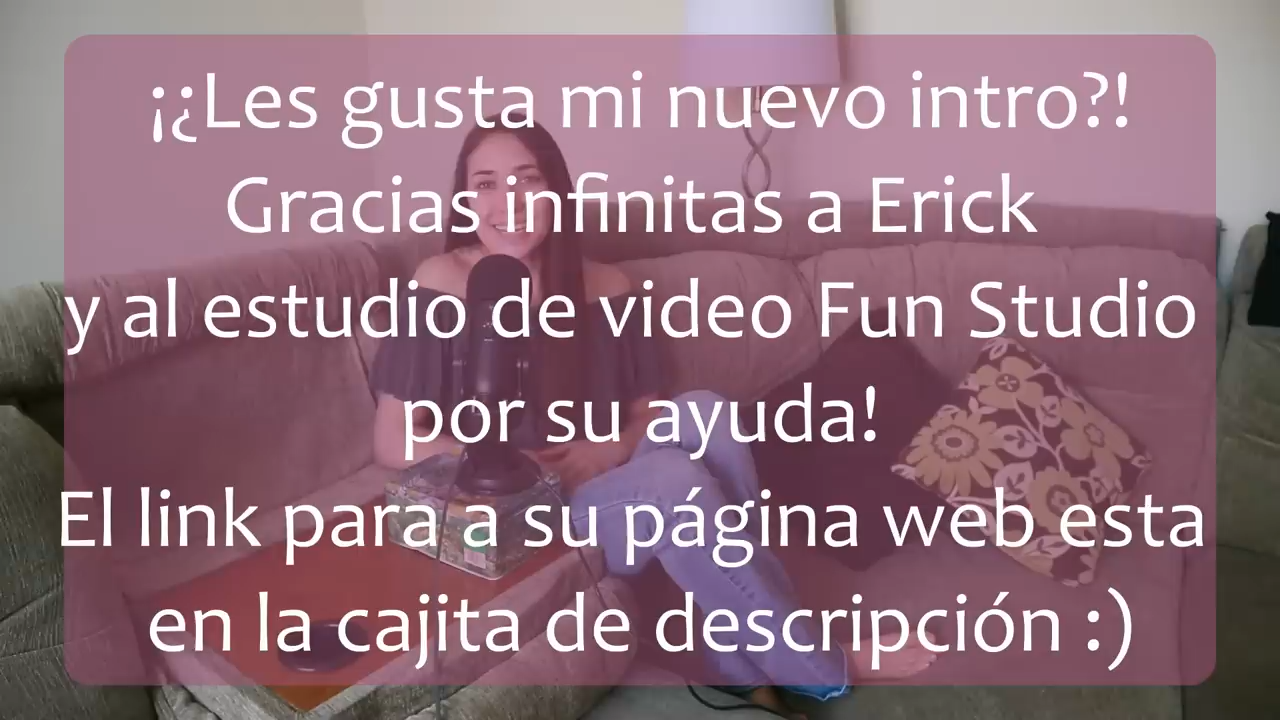 ¡¿Les gusta mi nuevo intro?!
Gracias infinitas a Erick
y al estudio de video Fun Studio
por su ayuda!
El link para a su página web esta
en la cajita de descripción :)